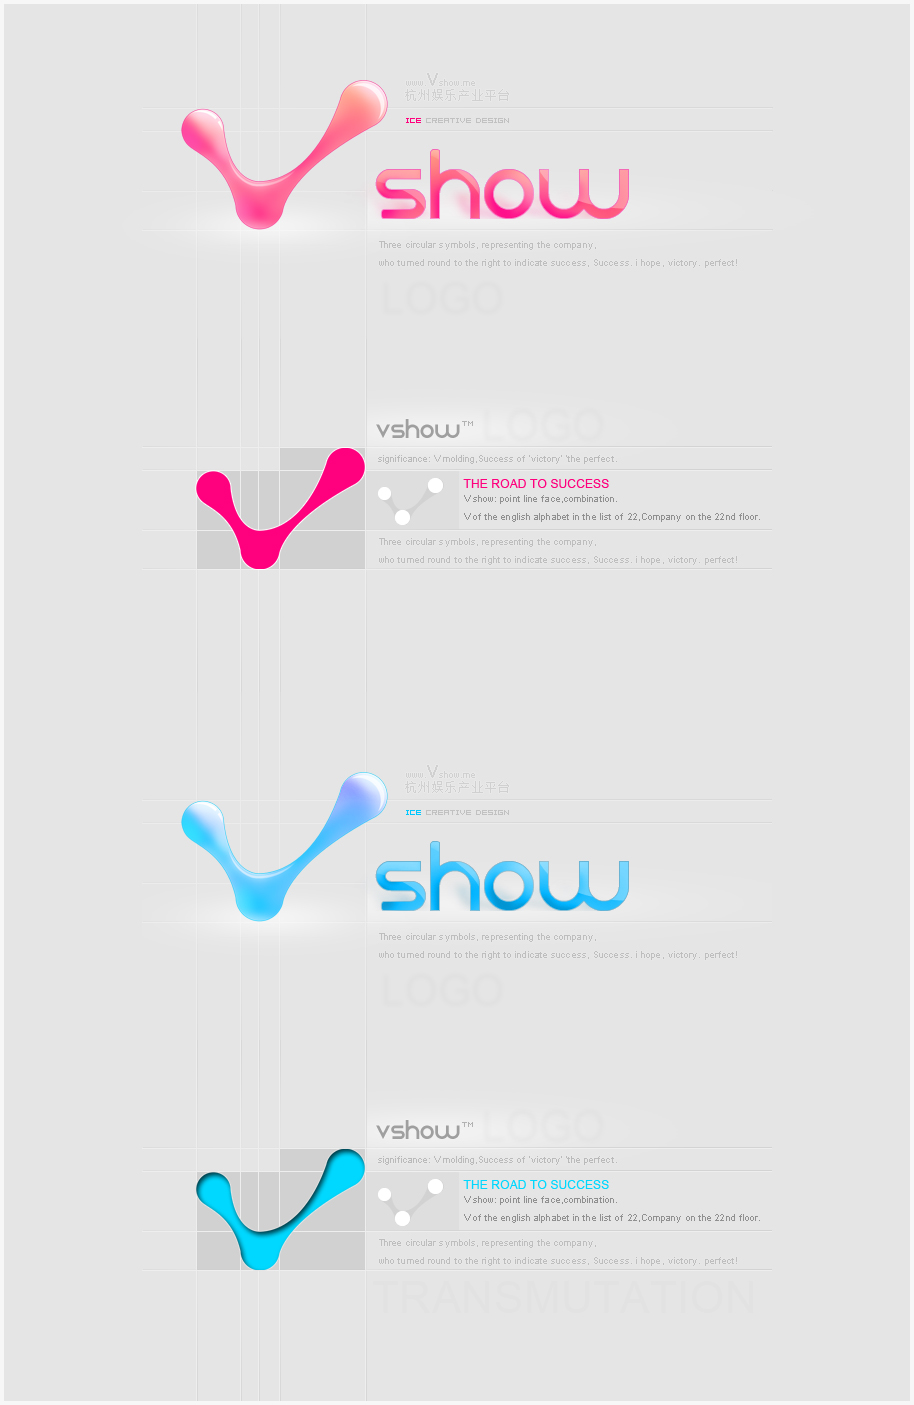 www Vshow.me
杭州娱乐产业平台
ICE CREATIVE DESIGN
show
Three circular symbols, representing the company,
who turned round to the right to indicate success, Success. i hope, victory. perfect!
LOGO
vshow™ LOGO
significance: V molding,Success of 'victory' 'the perfect.
THE ROAD TO SUCCESS
Vshow: point line face,combination.
V of the english alphabet in the list of 22,Company on the 22nd floor.
Three circular symbols, representing the company,
who turned round to the right to indicate success, Success. i hope, victory. perfect!
www Vshow.me
杭州娱乐产业平台
ICE CREATIVE DESIGN
show
Three circular symbols, representing the company,
who turned round to the right to indicate success, Success. i hope, victory. perfect!
LOGO
vshow™ LOGO
significance: V molding,Success of 'victory' 'the perfect.
THE ROAD TO SUCCESS
Vshow: point line face,combination.
V of the english alphabet in the list of 22,Company on the 22nd floor.
Three circular symbols, representing the company,
who turned round to the right to indicate success, Success. i hope, victory. perfect!
TRANSMUTATION